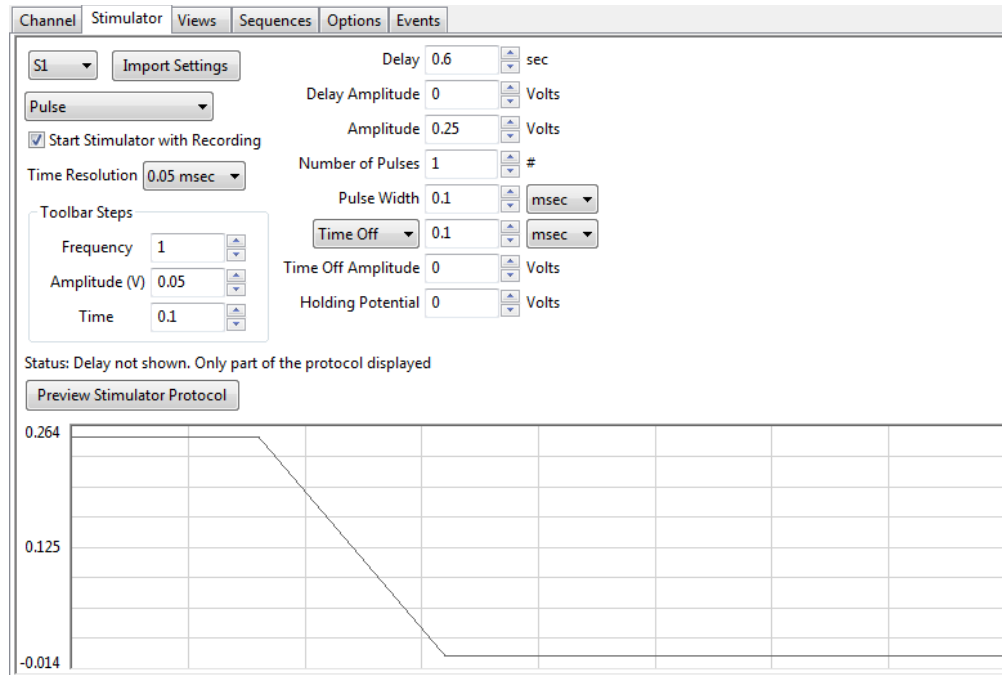 Channel Stimulator Views Sequences Options Events
S1 Import Settings
Pulse
Start Stimulator with Recording
Time Resolution 0.05 msec
Toolbar Steps
Frequency 1
Amplitude (V) 0.05
Time 0.1
Delay 0.6 sec
Delay Amplitude 0 Volts
Amplitude 0.25 Volts
Number of Pulses 1 #
Pulse Width 0.1 msec
Time Off 0.1 msec
Time Off Amplitude 0 Volts
Holding Potential 0 Volts
Status: Delay not shown. Only part of the protocol displayed
Preview Stimulator Protocol
0.264
0.125
-0.014